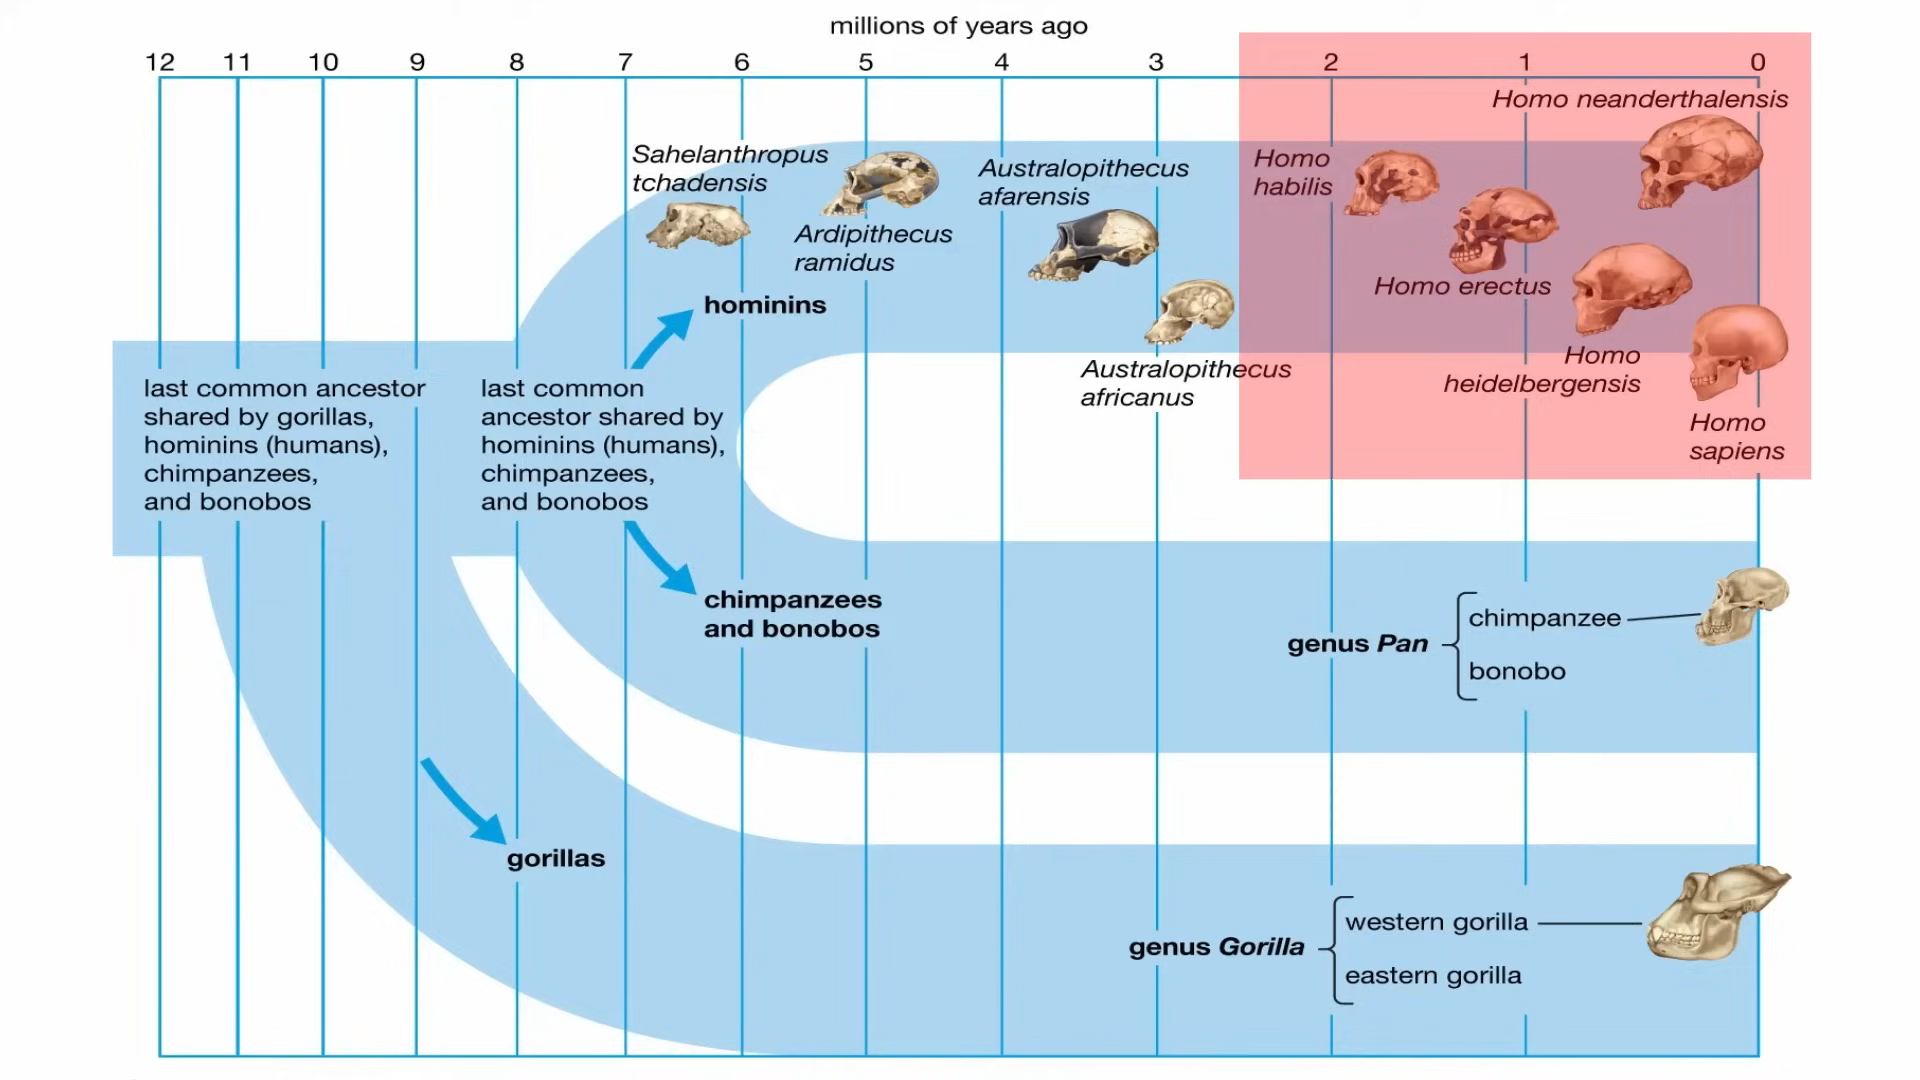 millions of years ago
12 11 10 9 8 7 6 5 4 3 2 1 0
Homo neanderthalensis
Sahelanthropus
tchadensis
Ardipithecus
ramidus
Australopithecus
afarensis
Homo
habilis
Homo erectus
hominins
Australopithecus
africanus
Homo
heidelbergensis
Homo
sapiens
last common ancestor
shared by gorillas,
hominins (humans),
chimpanzees,
and bonobos
last common
ancestor shared by
hominins (humans),
chimpanzees,
and bonobos
chimpanzees
and bonobos
genus Pan
chimpanzee
bonobo
gorillas
genus Gorilla
western gorilla
eastern gorilla